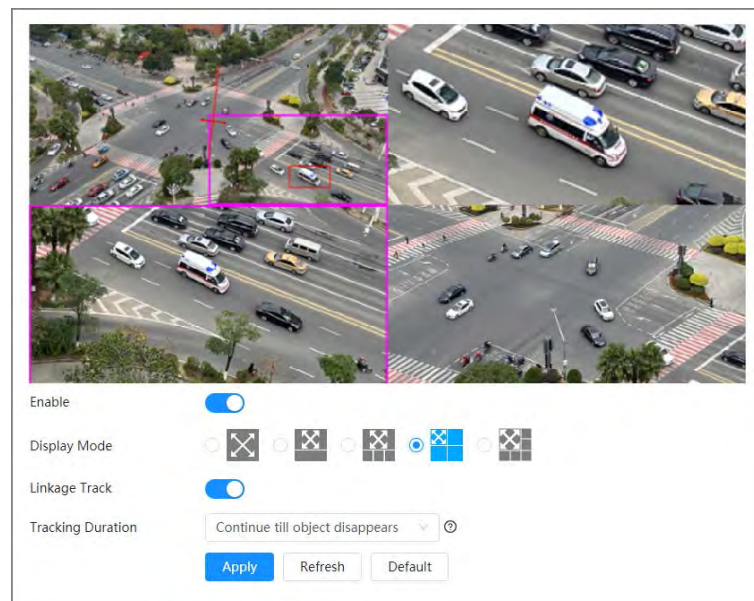 Enable
Display Mode
Linkage Track
Tracking Duration Continue till object disappears ?
Apply Refresh Default